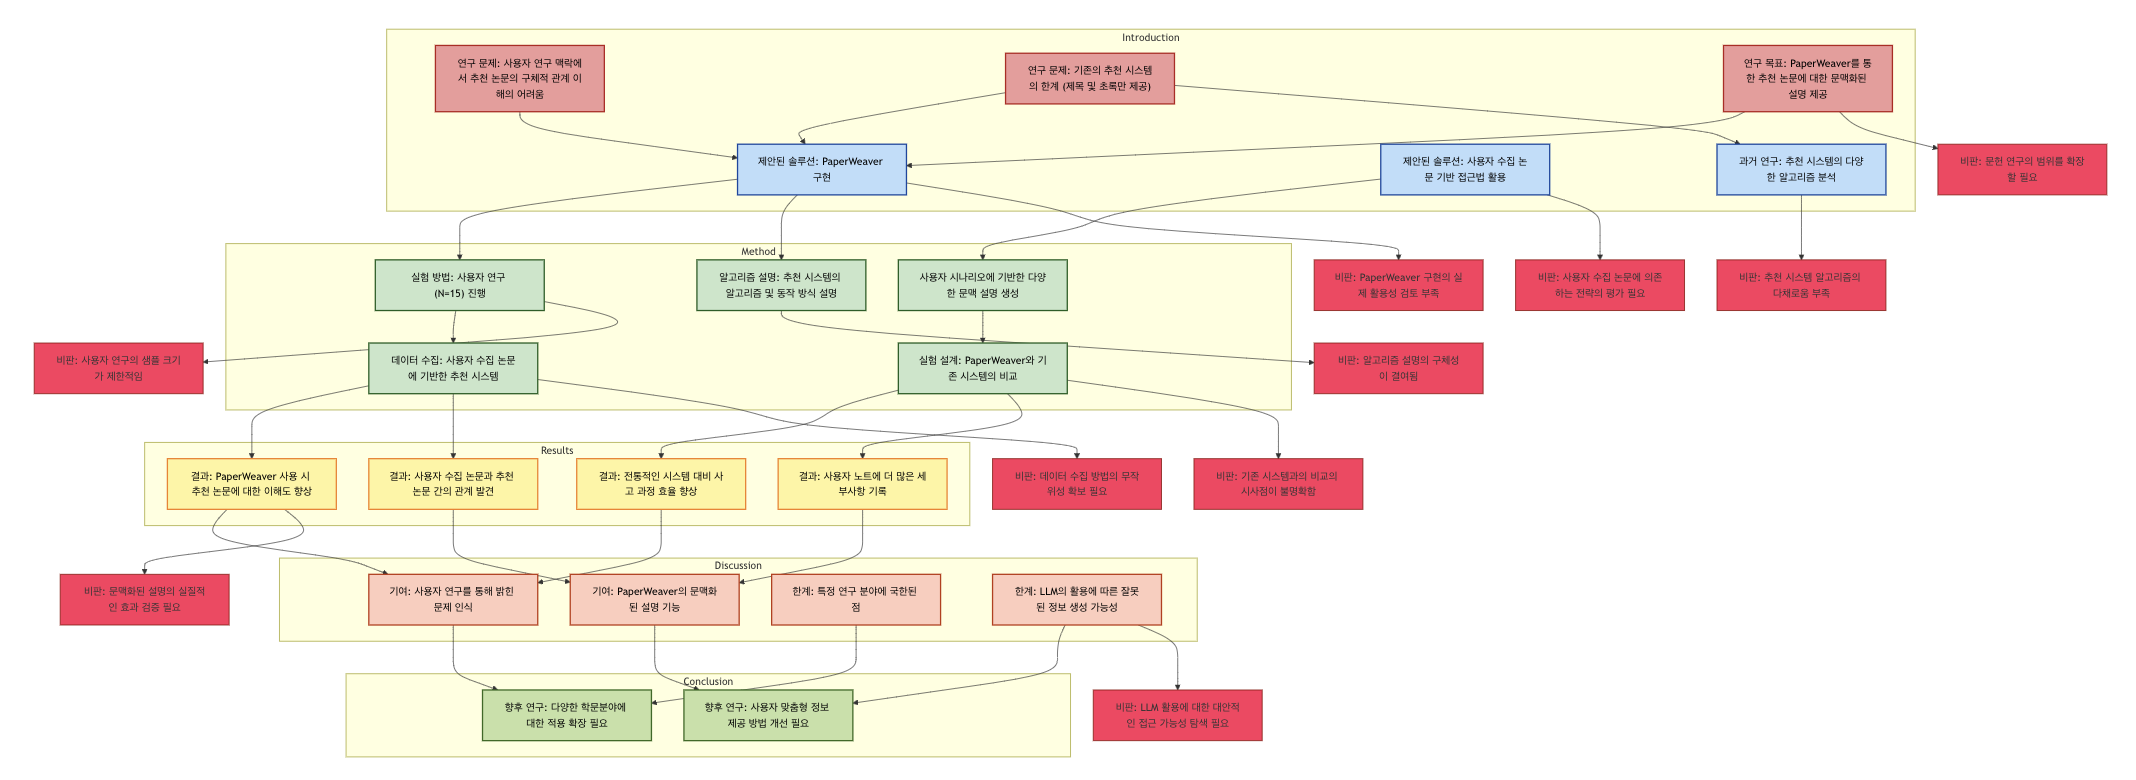 Introduction
연구 문제: 사용자 연구 맥락에
서 추천 논문의 구체적 관계 이
해의 어려움
연구 문제: 기존의 추천 시스템
의 한계 (제목 및 초록만 제공)
연구 목표: PaperWeaver를 통
한 추천 논문에 대한 문맥화된
설명 제공
제안된 솔루션: PaperWeaver
구현
제안된 솔루션: 사용자 수집 논
문 기반 접근법 활용
과거 연구: 추천 시스템의 다양
한 알고리즘 분석
비판: 문헌 연구의 범위를 확장
할 필요
Method
실험 방법: 사용자 연구
(N=15) 진행
알고리즘 설명: 추천 시스템의
알고리즘 및 동작 방식 설명
사용자 시나리오에 기반한 다양
한 문맥 설명 생성
비판: PaperWeaver 구현의 실
제 활용성 검토 부족
비판: 사용자 수집 논문에 의존
하는 전략의 평가 필요
비판: 추천 시스템 알고리즘의
다채로움 부족
비판: 사용자 연구의 샘플 크기
가 제한적임
데이터 수집: 사용자 수집 논문
에 기반한 추천 시스템
실험 설계: PaperWeaver와 기
존 시스템의 비교
비판: 알고리즘 설명의 구체성
이 결여됨
Results
결과: PaperWeaver 사용 시
추천 논문에 대한 이해도 향상
결과: 사용자 수집 논문과 추천
논문 간의 관계 발견
결과: 전통적인 시스템 대비 사
고 과정 효율 향상
결과: 사용자 노트에 더 많은 세
부사항 기록
비판: 데이터 수집 방법의 무작
위성 확보 필요
비판: 기존 시스템과의 비교의
시사점이 불명확함
Discussion
비판: 문맥화된 설명의 실질적
인 효과 검증 필요
기여: 사용자 연구를 통해 밝힌
문제 인식
기여: PaperWeaver의 문맥화
된 설명 기능
한계: 특정 연구 분야에 국한된
점
한계: LLM의 활용에 따른 잘못
된 정보 생성 가능성
Conclusion
향후 연구: 다양한 학문분야에
대한 적용 확장 필요
향후 연구: 사용자 맞춤형 정보
제공 방법 개선 필요
비판: LLM 활용에 대한 대안적
인 접근 가능성 탐색 필요